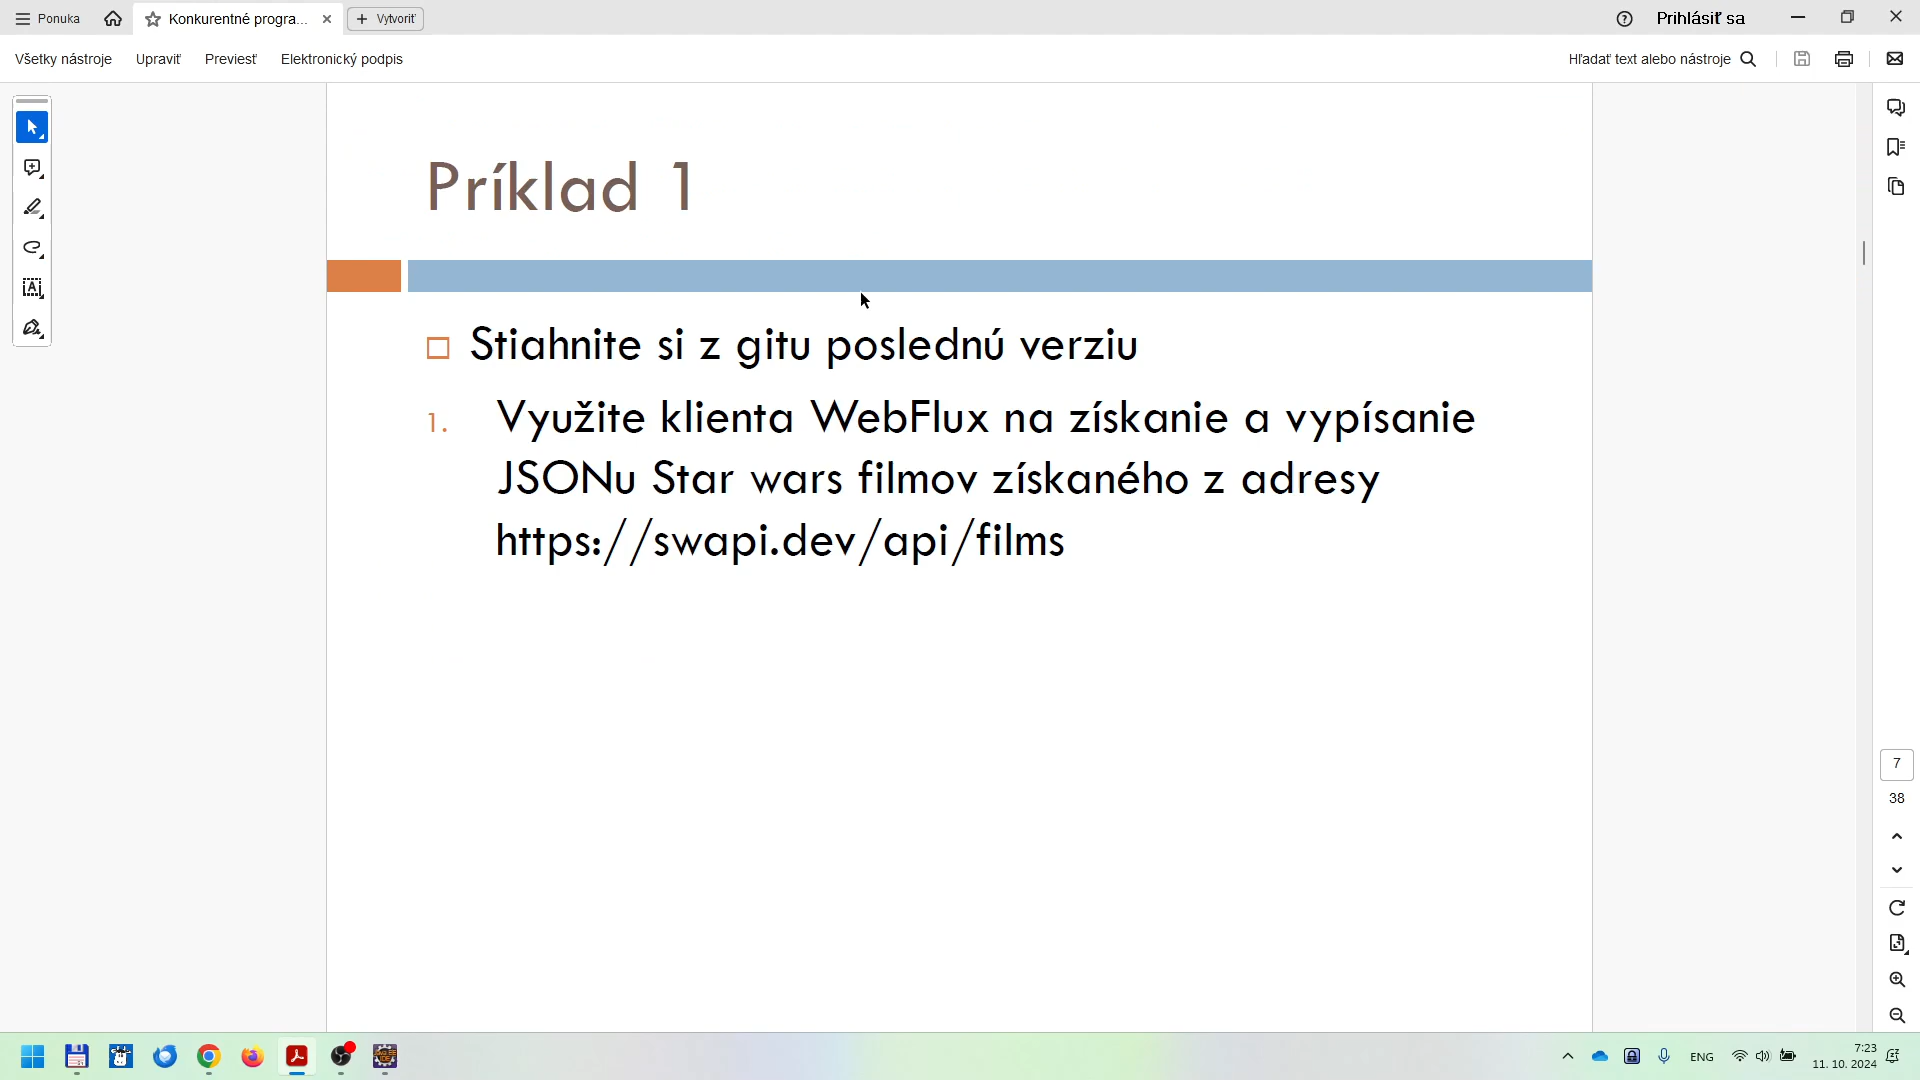 Ponuka
Konkurentné progra...
Vytvoriť
Prihlásiť sa
Všetky nástroje
Upraviť
Previesť
Elektronický podpis
Hľadať text alebo nástroje
Príklad 1
Stiahnite si z gitu poslednú verziu
1. Využite klienta WebFlux na získanie a vypísanie
JSONu Star wars filmov získaného z adresy
https://swapi.dev/api/films
7
38
ENG
7:23
11. 10. 2024